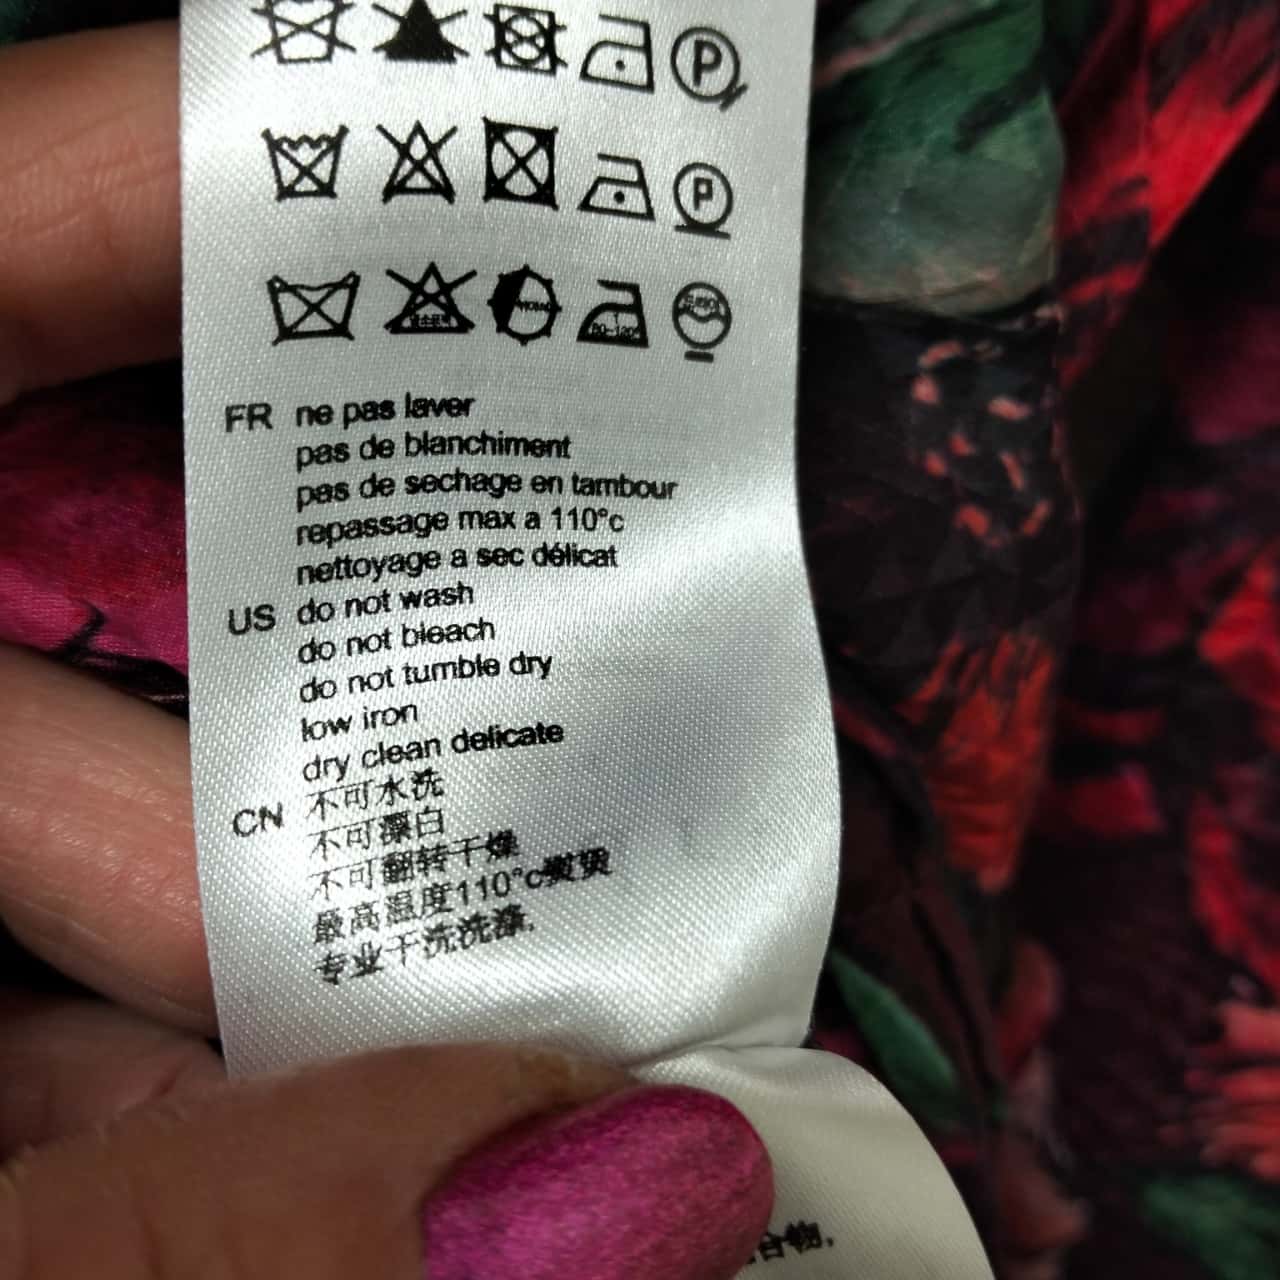 P
P
FR ne pas laver
pas de blanchiment
pas de sechage en tambour
repassage max a 110°c
nettoyage a sec délicat
US do not wash
do not bleach
do not tumble dry
low iron
dry clean delicate
CN 不可水洗
不可漂白
不可翻转干燥
最高温度110°c熨烫
专业干洗洗涤.
合物.